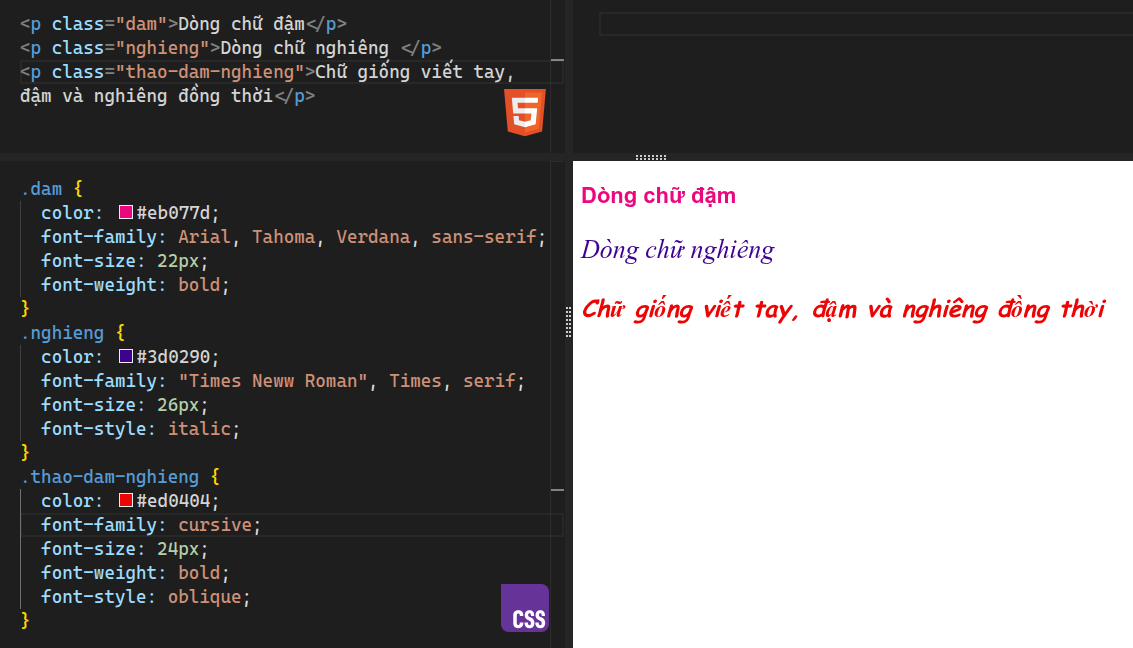 <p class="dam">Dòng chữ đậm</p>
<p class="nghieng">Dòng chữ nghiêng </p>
<p class="thao-dam-nghieng">Chữ giống viết tay,
đậm và nghiêng đồng thời</p>
5
.dam {
color: #eb077d;
font-family: Arial, Tahoma, Verdana, sans-serif;
font-size: 22px;
font-weight: bold;
}
.nghieng {
color: #3d0290;
font-family: "Times Neww Roman", Times, serif;
font-size: 26px;
font-style: italic;
}
.thao-dam-nghieng {
color: #ed0404;
font-family: cursive;
font-size: 24px;
font-weight: bold;
font-style: oblique;
}
CSS
Dòng chữ đậm
Dòng chữ nghiêng
Chữ giống viết tay, đậm và nghiêng đồng thời